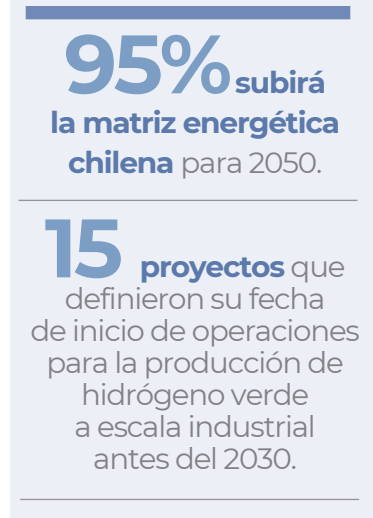 95% subirá
la matriz energética
chilena para 2050.
15 proyectos que
definieron su fecha
de inicio de operaciones
para la producción de
hidrógeno verde
a escala industrial
antes del 2030.